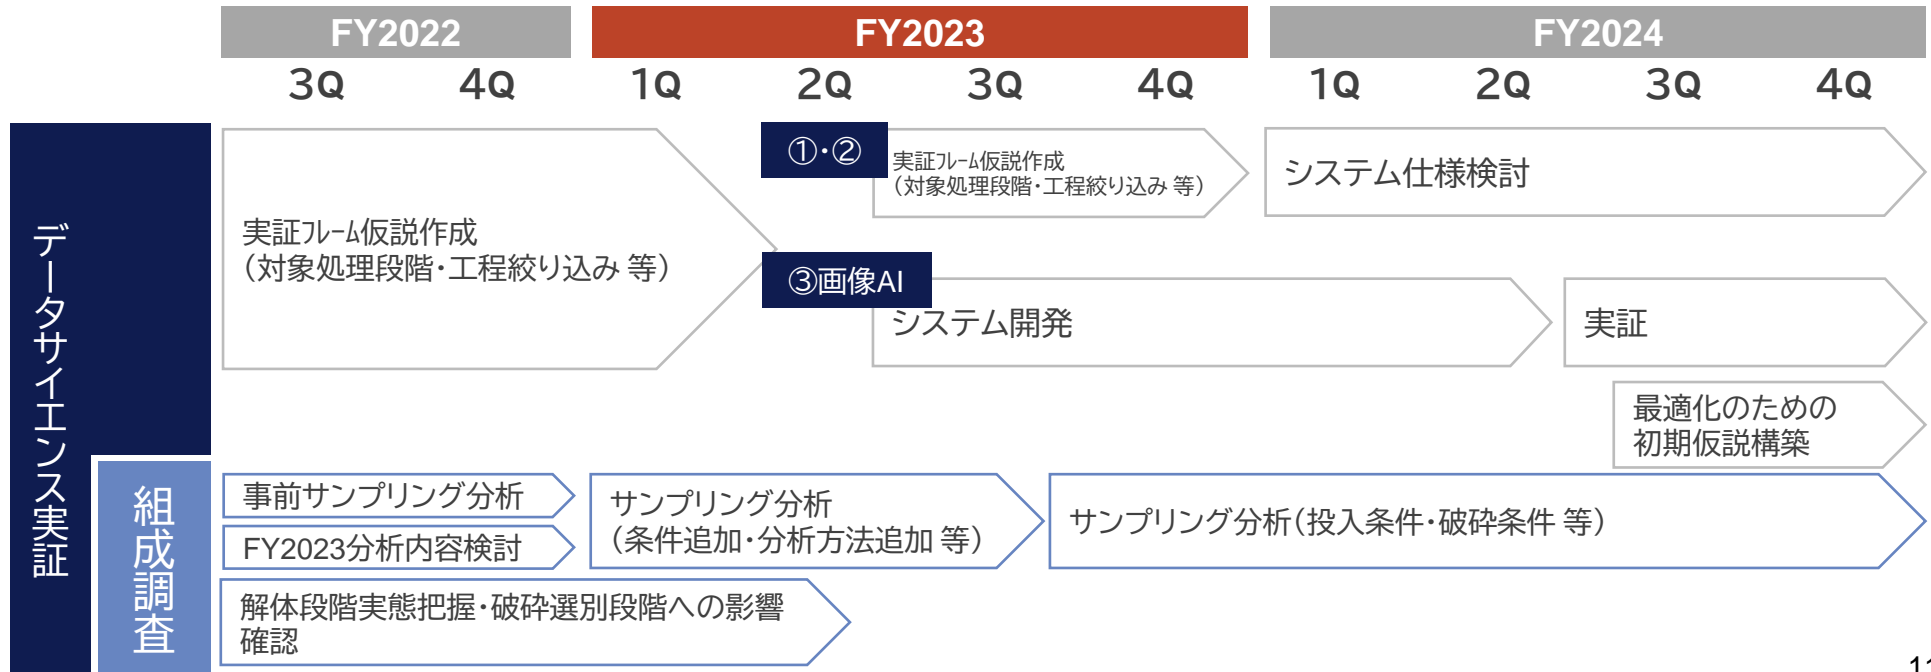 FY2022
FY2023
FY2024
3Q
4Q
1Q
2Q
3Q
4Q
1Q
2Q
3Q
4Q
データサイエンス実証
実証ﾌﾚｰﾑ仮説作成
（対象処理段階・工程絞り込み 等）
①・②
実証ﾌﾚｰﾑ仮説作成
（対象処理段階・工程絞り込み 等）
システム仕様検討
③画像AI
システム開発
実証
最適化のための
初期仮説構築
組成調査
事前サンプリング分析
FY2023分析内容検討
サンプリング分析
（条件追加・分析方法追加 等）
サンプリング分析（投入条件・破砕条件 等）
解体段階実態把握・破砕選別段階への影響
確認